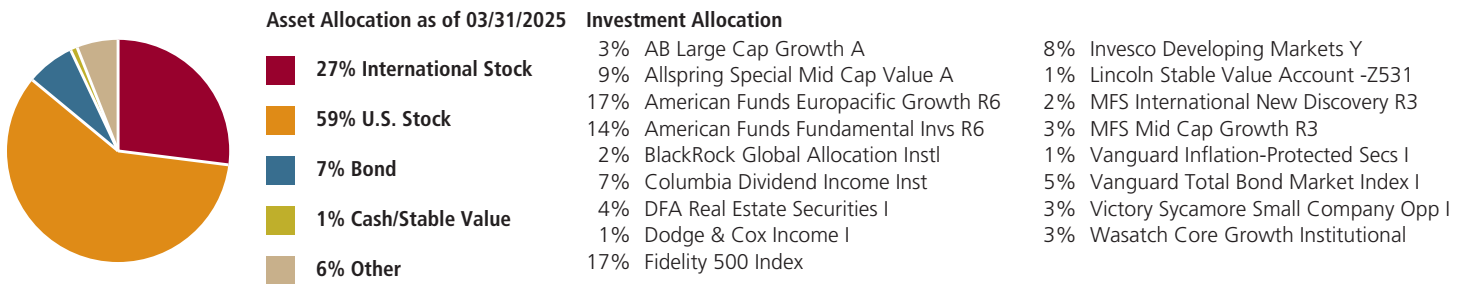 Asset Allocation as of 03/31/2025
27% International Stock
59% U.S. Stock
7% Bond
1% Cash/Stable Value
6% Other
Investment Allocation
3% AB Large Cap Growth A
9% Allspring Special Mid Cap Value A
17% American Funds Europacific Growth R6
14% American Funds Fundamental Invs R6
2% BlackRock Global Allocation Instl
7% Columbia Dividend Income Inst
4% DFA Real Estate Securities I
1% Dodge & Cox Income I
17% Fidelity 500 Index
8% Invesco Developing Markets Y
1% Lincoln Stable Value Account -Z531
2% MFS International New Discovery R3
3% MFS Mid Cap Growth R3
1% Vanguard Inflation-Protected Secs I
5% Vanguard Total Bond Market Index I
3% Victory Sycamore Small Company Opp I
3% Wasatch Core Growth Institutional